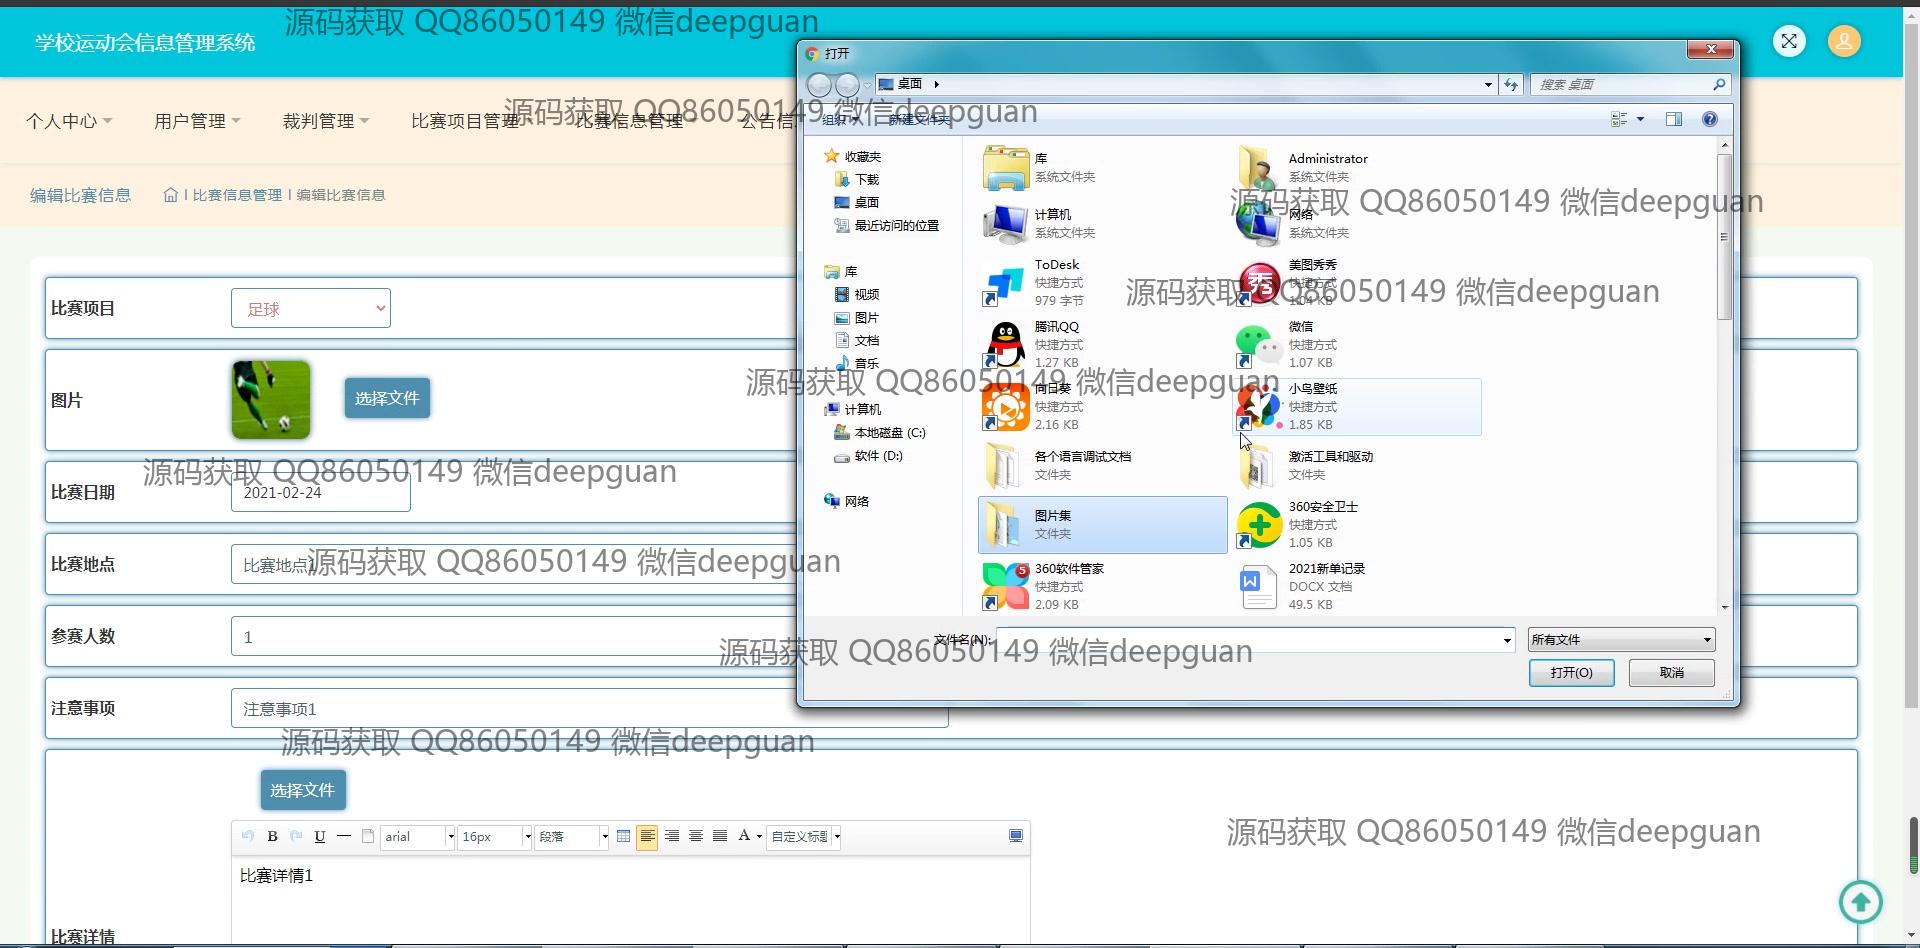 源码获取 QQ86050149 微信deepguan
学校运动会信息管理系统
打开
桌面
搜索 桌面
源码获取 QQ86050149 微信deepguan
个人中心
用户管理
裁判管理
比赛项目管理
比赛信息管理
公告信
组织
新建文件夹
编辑比赛信息
比赛信息管理
编辑比赛信息
收藏夹
下载
桌面
最近访问的位置
库
视频
图片
文档
音乐
计算机
本地磁盘 (C:)
软件 (D:)
网络
库
系统文件夹
Administrator
系统文件夹
源码获取 QQ86050149 微信deepguan
计算机
系统文件夹
网络
系统文件夹
ToDesk
快捷方式
979 字节
美图秀秀
快捷方式
1.04 KB
源码获取 QQ86050149 微信deepguan
腾讯QQ
快捷方式
1.27 KB
微信
快捷方式
1.07 KB
源码获取 QQ86050149 微信deepguan
向日葵
快捷方式
2.16 KB
小鸟壁纸
快捷方式
1.85 KB
各个语言调试文档
文件夹
激活工具和驱动
文件夹
图片集
文件夹
360安全卫士
快捷方式
1.05 KB
5
360软件管家
快捷方式
2.09 KB
2021新单记录
DOCX 文档
49.5 KB
文件名(N):
所有文件
打开(O)
取消
比赛项目
足球
图片
选择文件
源码获取 QQ86050149 微信deepguan
比赛日期
2021-02-24
比赛地点
比赛地点1
源码获取 QQ86050149 微信deepguan
参赛人数
1
源码获取 QQ86050149 微信deepguan
注意事项
注意事项1
源码获取 QQ86050149 微信deepguan
选择文件
B
U
arial
16px
段落
A
自定义标题
源码获取 QQ86050149 微信deepguan
比赛详情1
比赛详情